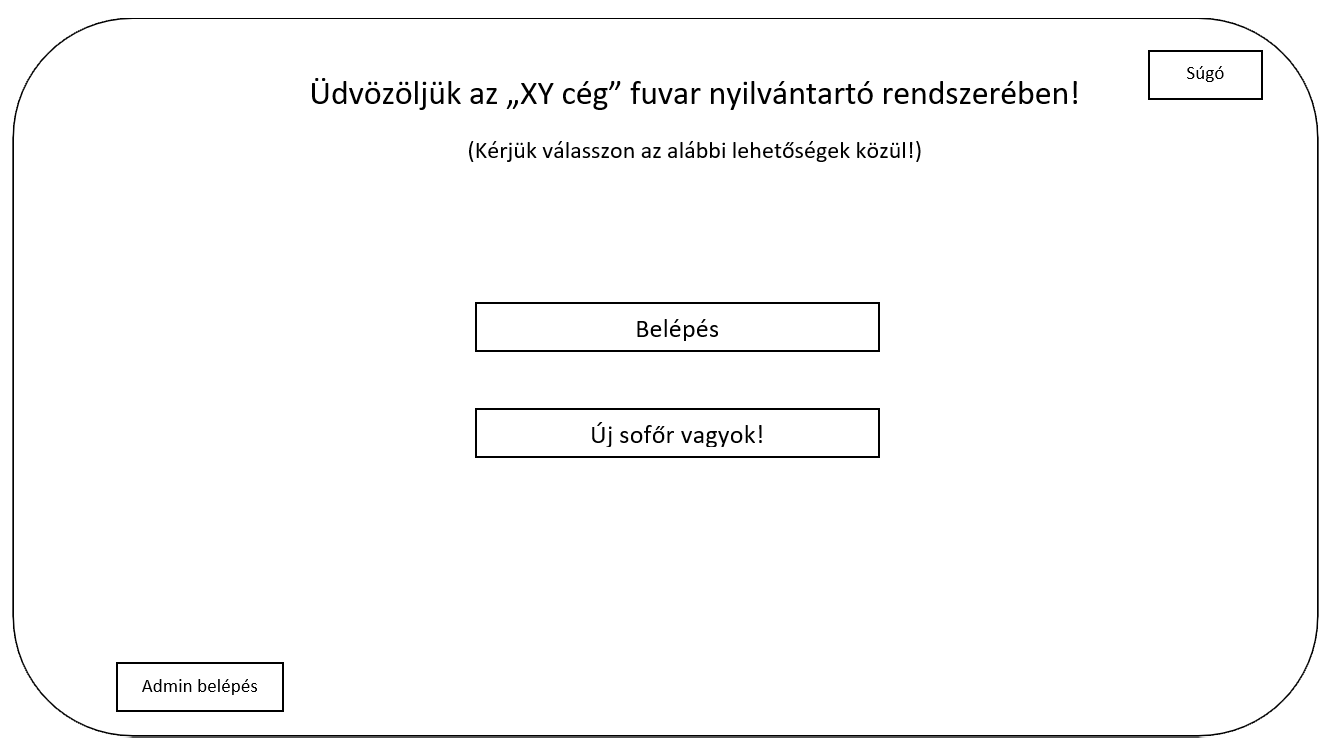 Súgó
Üdvözöljük az „XY cég” fuvar nyilvántartó rendszerében!
(Kérjük válasszon az alábbi lehetőségek közül!)
Belépés
Új sofőr vagyok!
Admin belépés